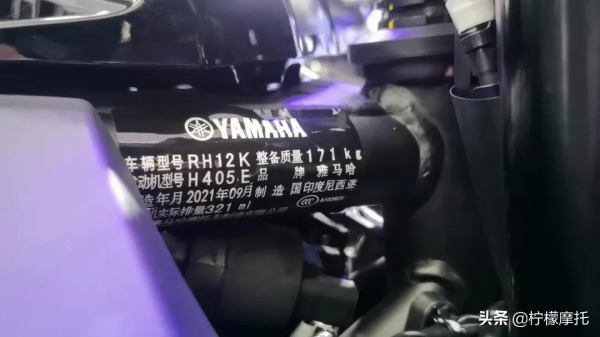 YAMAHA
车辆型号RH12K 整备质量171 kg
动机型号H405E 品 牌 雅马哈
造年月2021年09月制造 国印度尼西亚
机实际排量321 ml
头条 @柠檬摩托